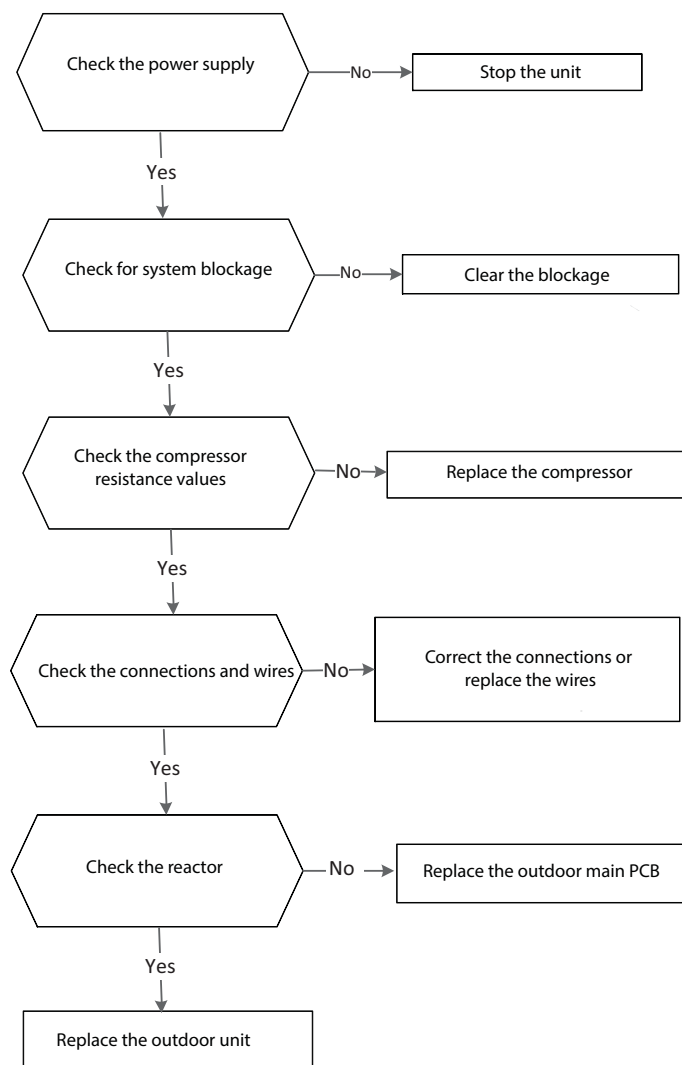 Check the power supply
No
Stop the unit
Yes
Check for system blockage
No
Clear the blockage
Yes
Check the compressor
resistance values
No
Replace the compressor
Yes
Check the connections and wires
No
Correct the connections or
replace the wires
Yes
Check the reactor
No
Replace the outdoor main PCB
Yes
Replace the outdoor unit